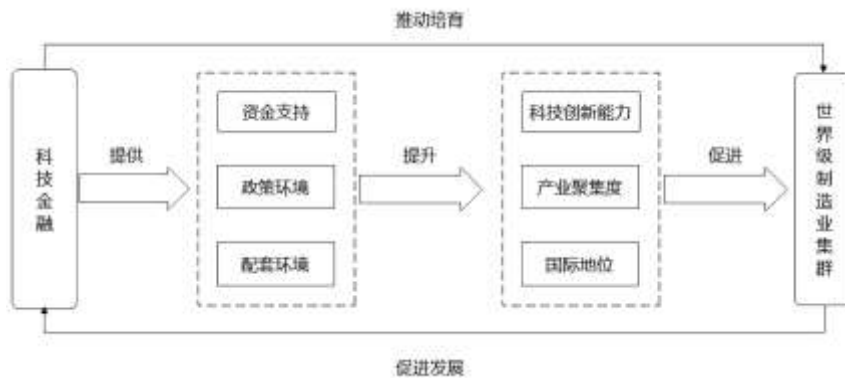 推动培育
科技金融
提供
资金支持
政策环境
配套环境
提升
科技创新能力
产业聚集度
国际地位
促进
世界级制造业集群
促进发展